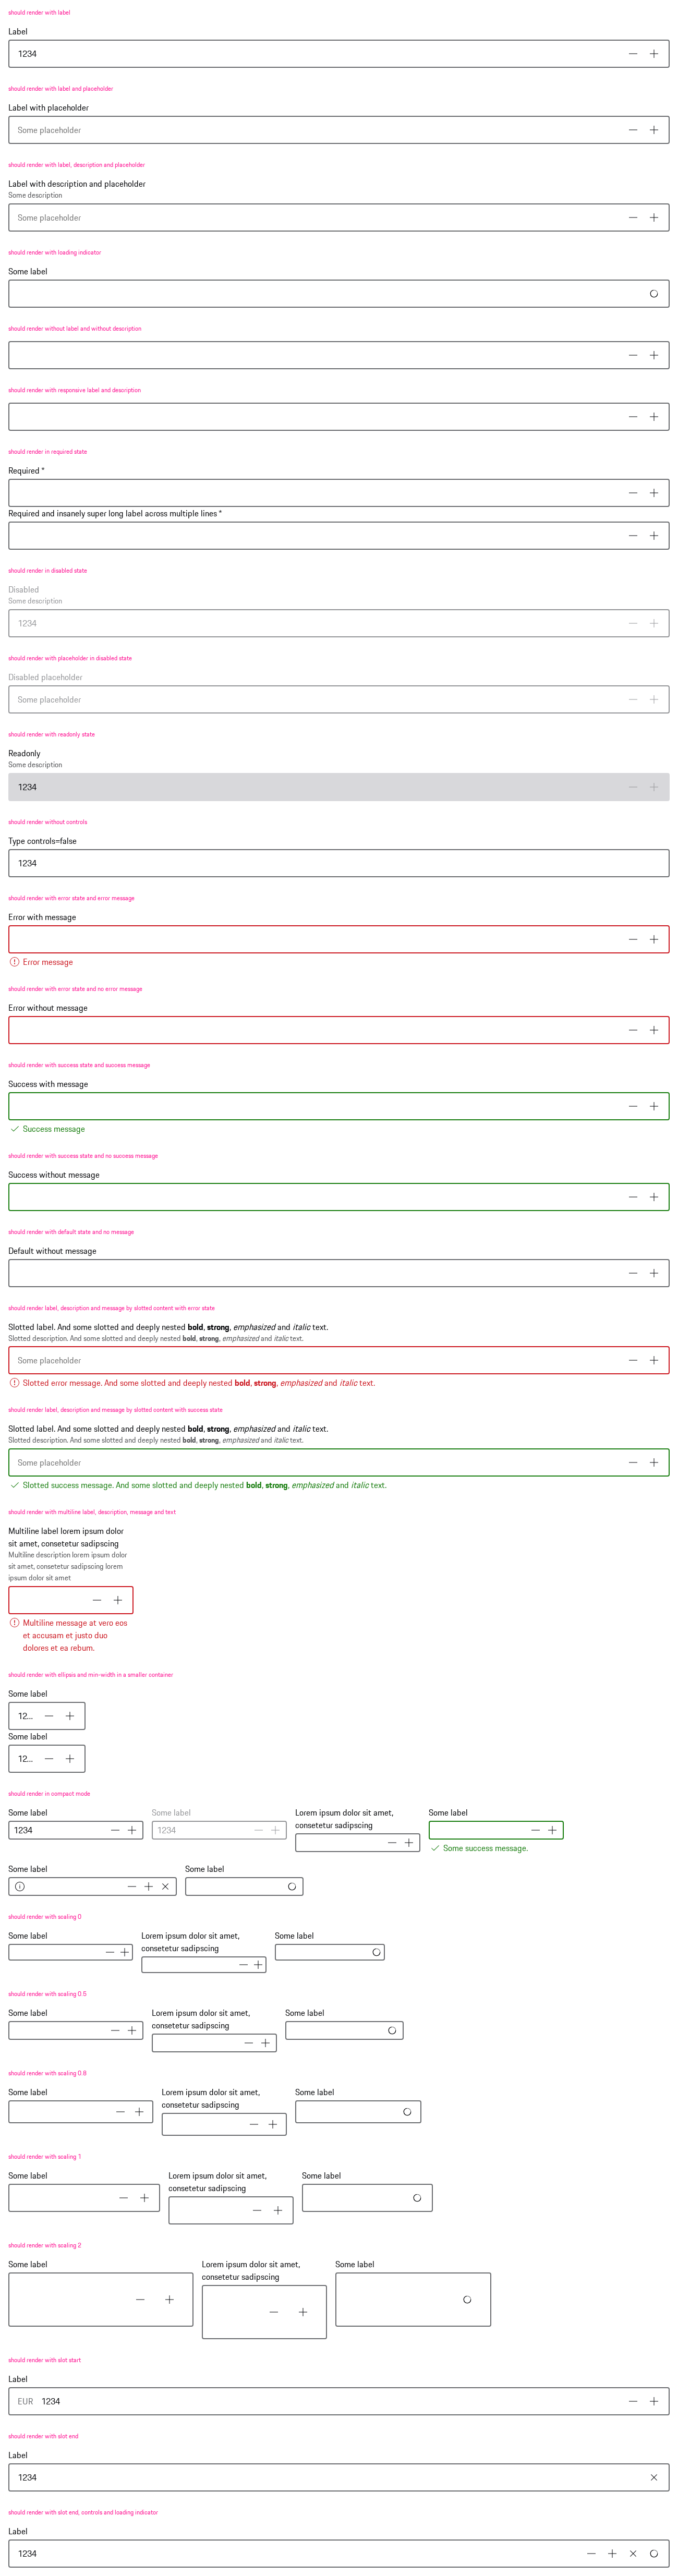 should render with label
Label
1234
should render with label and placeholder
Label with placeholder
Some placeholder
should render with label, description and placeholder
Label with description and placeholder
Some description
Some placeholder
should render with loading indicator
Some label
should render without label and without description
should render with responsive label and description
should render in required state
Required *
Required and insanely super long label across multiple lines *
should render in disabled state
Disabled
Some description
1234
should render with placeholder in disabled state
Disabled placeholder
Some placeholder
should render with readonly state
Readonly
Some description
1234
should render without controls
Type controls=false
1234
should render with error state and error message
Error with message
Error message
should render with error state and no error message
Error without message
should render with success state and success message
Success with message
Success message
should render with success state and no success message
Success without message
should render with default state and no message
Default without message
should render label, description and message by slotted content with error state
Slotted label. And some slotted and deeply nested bold, strong, emphasized and italic text.
Slotted description. And some slotted and deeply nested bold, strong, emphasized and italic text.
Some placeholder
Slotted error message. And some slotted and deeply nested bold, strong, emphasized and italic text.
should render label, description and message by slotted content with success state
Slotted label. And some slotted and deeply nested bold, strong, emphasized and italic text.
Slotted description. And some slotted and deeply nested bold, strong, emphasized and italic text.
Some placeholder
Slotted success message. And some slotted and deeply nested bold, strong, emphasized and italic text.
should render with multiline label, description, message and text
Multiline label lorem ipsum dolor
sit amet, consetetur sadipscing
Multiline description lorem ipsum dolor
sit amet, consetetur sadipscing lorem
ipsum dolor sit amet
Multiline message at vero eos
et accusam et justo duo
dolores et ea rebum.
should render with ellipsis and min-width in a smaller container
Some label
12...
Some label
12...
should render in compact mode
Some label
1234
Some label
1234
Lorem ipsum dolor sit amet,
consetetur sadipscing
Some label
Some success message.
Some label
Some label
should render with scaling 0
Some label
Lorem ipsum dolor sit amet,
consetetur sadipscing
Some label
should render with scaling 0.5
Some label
Lorem ipsum dolor sit amet,
consetetur sadipscing
Some label
should render with scaling 0.8
Some label
Lorem ipsum dolor sit amet,
consetetur sadipscing
Some label
should render with scaling 1
Some label
Lorem ipsum dolor sit amet,
consetetur sadipscing
Some label
should render with scaling 2
Some label
Lorem ipsum dolor sit amet,
consetetur sadipscing
Some label
should render with slot start
Label
EUR 1234
should render with slot end
Label
1234
should render with slot end, controls and loading indicator
Label
1234